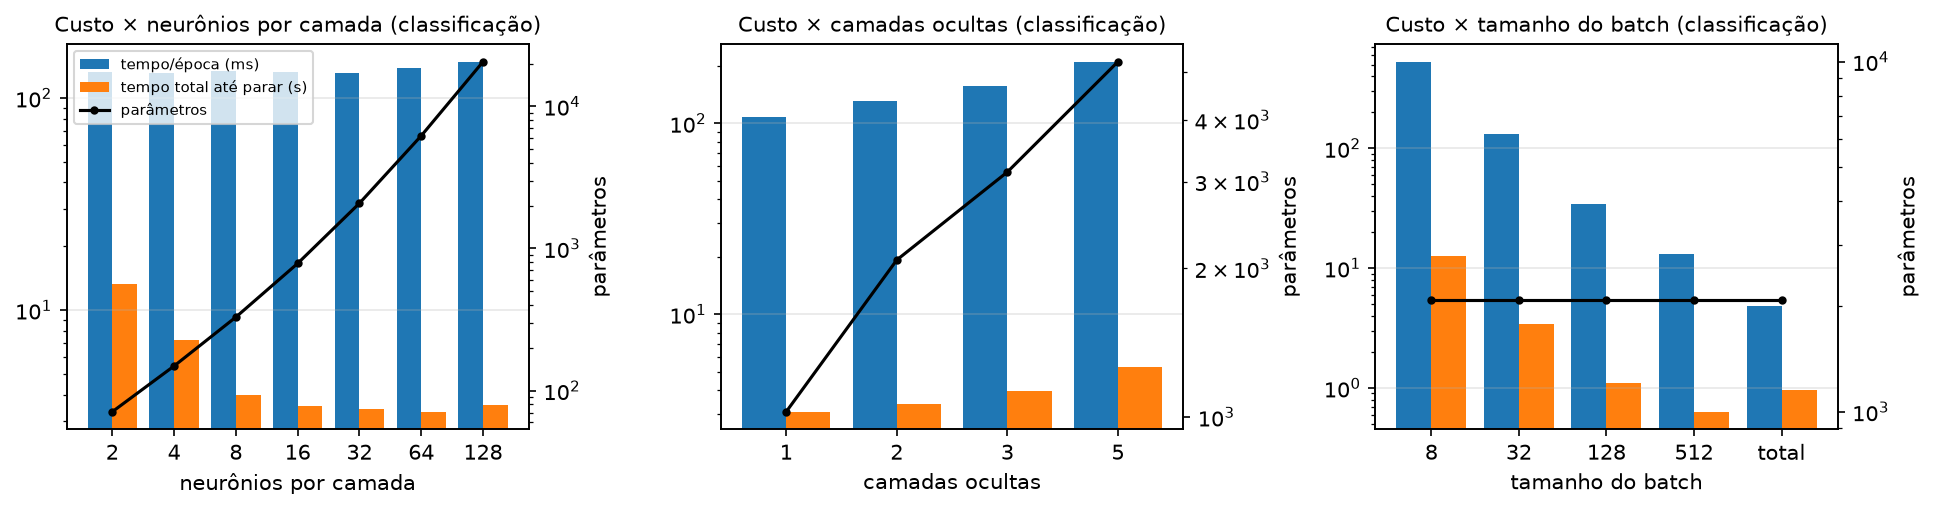 Custo × neurônios por camada (classificação)
tempo/época (ms)
tempo total até parar (s)
parâmetros
10²
10¹
10⁴
10³
10²
parâmetros
2 4 8 16 32 64 128
neurônios por camada
Custo × camadas ocultas (classificação)
10²
10¹
4 × 10³
3 × 10³
2 × 10³
10³
parâmetros
1 2 3 5
camadas ocultas
Custo × tamanho do batch (classificação)
10²
10¹
10⁰
10⁴
10³
parâmetros
8 32 128 512 total
tamanho do batch